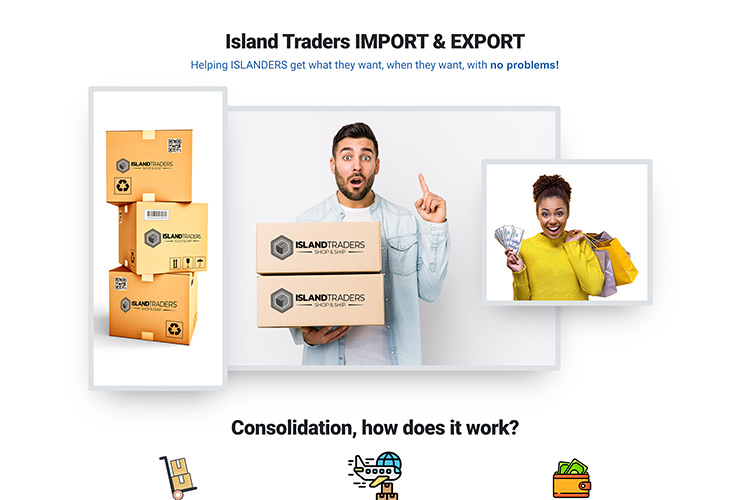 Island Traders IMPORT & EXPORT
Helping ISLANDERS get what they want, when they want, with no problems!
ISLANDTRADERS
SHOP & SHIP
ISLANDTRADERS
SHOP & SHIP
ISLANDTRADERS
SHOP & SHIP
ISLANDTRADERS
SHOP & SHIP
ISLANDTRADERS
SHOP & SHIP
Consolidation, how does it work?